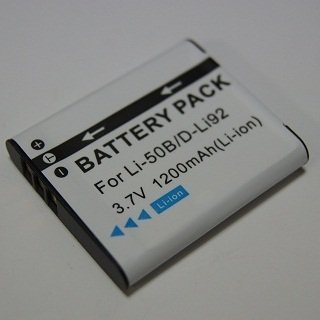 BATTERY PACK
For Li-50B/D-Li92
3.7V 1200mAh(Li-ion)
Li-ion